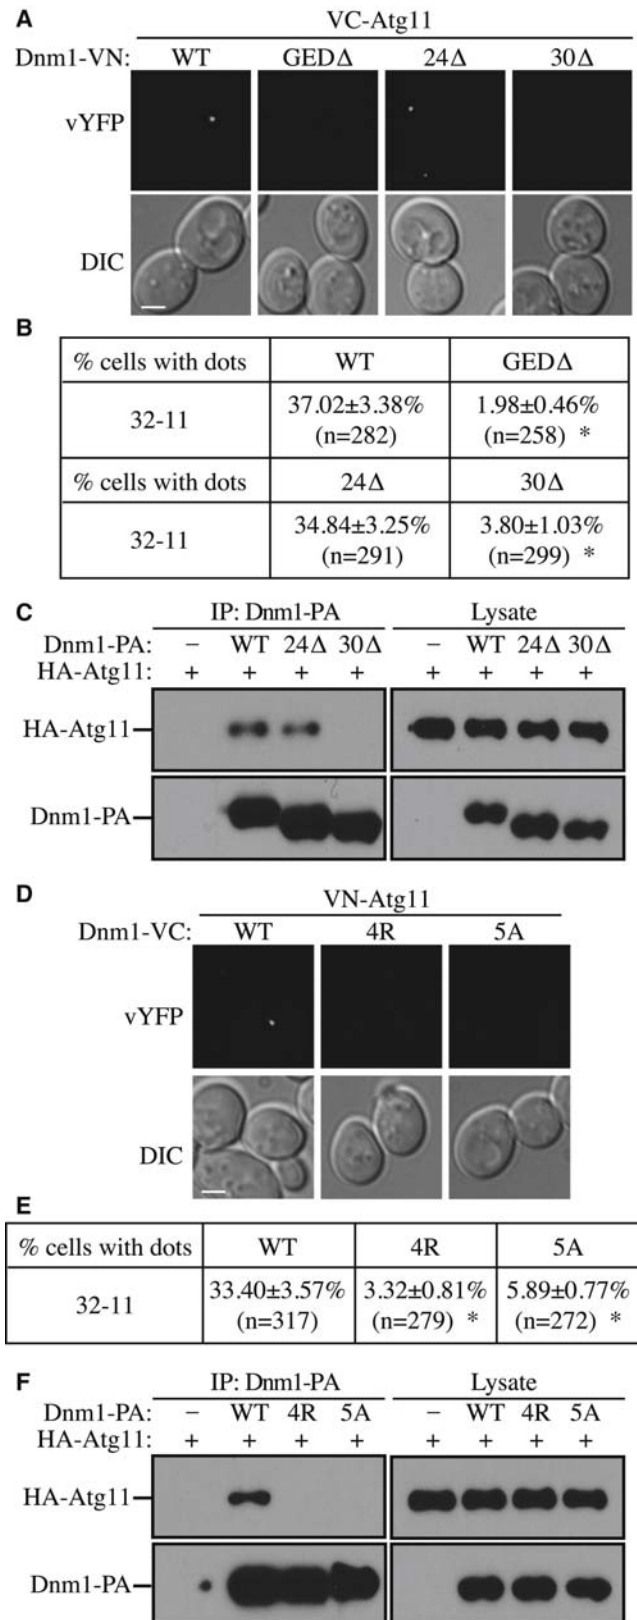 A
VC-Atg11
Dnm1-VN: WT GEDΔ 24Δ 30Δ
vYFP
DIC
B
% cells with dots WT GEDΔ
32-11 37.02±3.38% (n=282) 1.98±0.46% (n=258) *
% cells with dots 24Δ 30Δ
32-11 34.84±3.25% (n=291) 3.80±1.03% (n=299) *
C
IP: Dnm1-PA Lysate
Dnm1-PA: – WT 24Δ 30Δ – WT 24Δ 30Δ
HA-Atg11: + + + + + + + +
HA-Atg11
Dnm1-PA
D
VN-Atg11
Dnm1-VC: WT 4R 5A
vYFP
DIC
E
% cells with dots WT 4R 5A
32-11 33.40±3.57% (n=317) 3.32±0.81% (n=279) * 5.89±0.77% (n=272) *
F
IP: Dnm1-PA Lysate
Dnm1-PA: – WT 4R 5A – WT 4R 5A
HA-Atg11: + + + + + + + +
HA-Atg11
Dnm1-PA